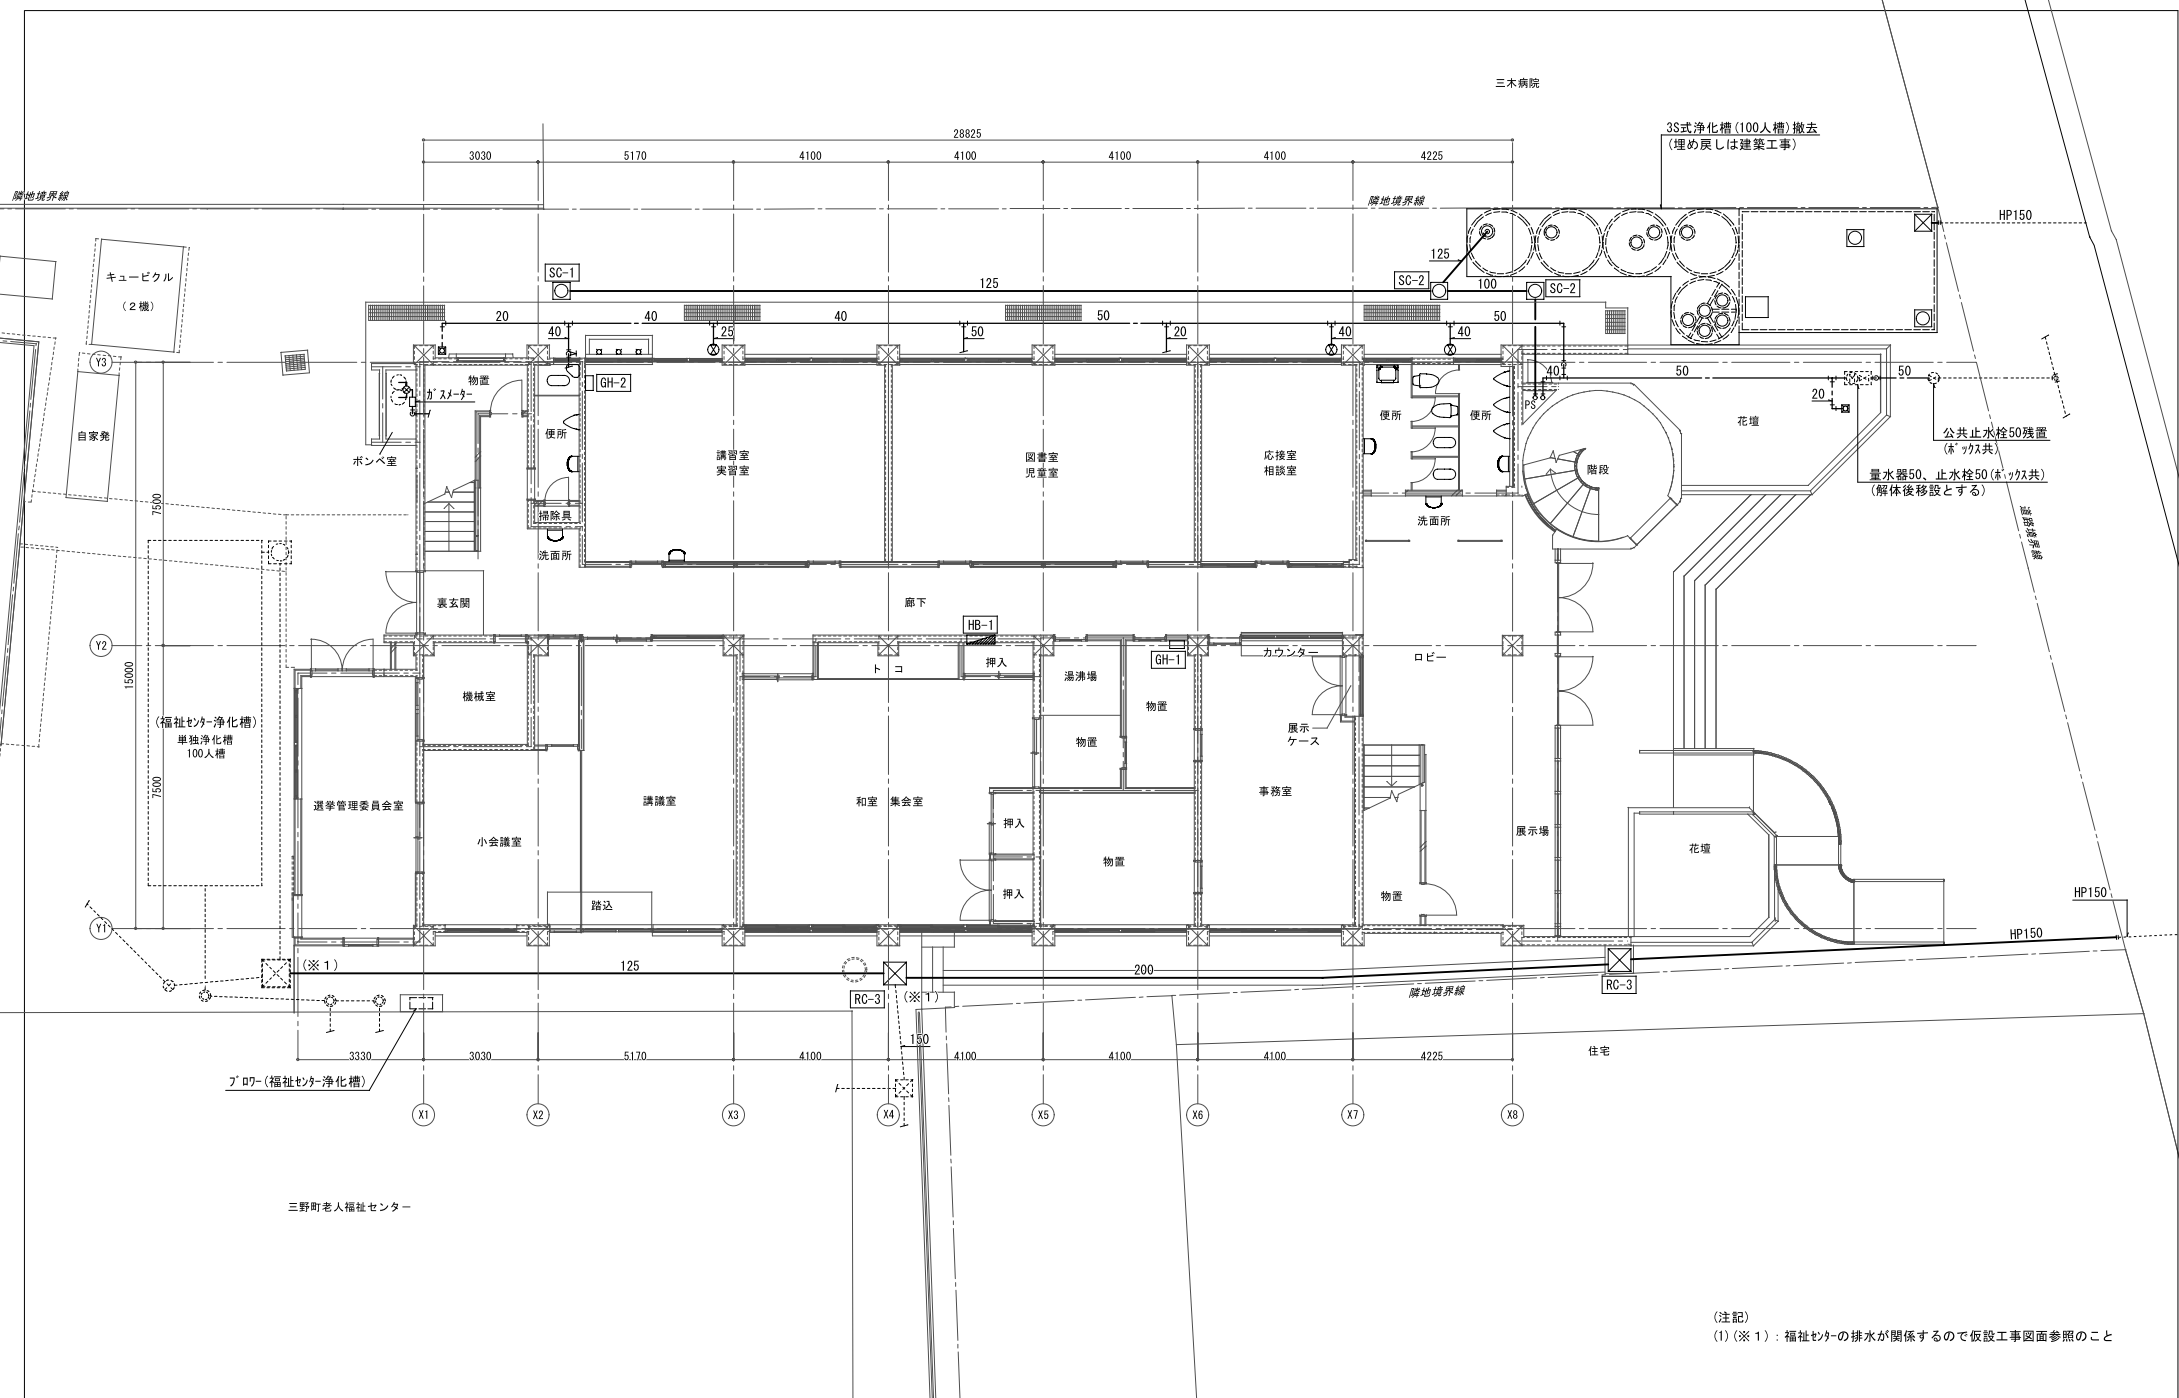 三木病院
3S式浄化槽(100人槽)撤去
(埋め戻しは建築工事)
28825
3030
5170
4100
4100
4100
4100
4225
隣地境界線
隣地境界線
HP150
キュービクル
(2機)
SC-1
125
SC-2
125
100
SC-2
20
40
40
50
50
40
25
50
20
40
40
Y3
自家発
物置
ガスメーター
ボンベ室
GH-2
便所
掃除具
洗面所
講習室
実習室
図書室
児童室
応接室
相談室
便所
便所
洗面所
PS
40
50
50
20
階段
花壇
公共止水栓50残置
(ボックス共)
量水器50、止水栓50(ボックス共)
(解体後移設とする)
道路境界線
7500
15000
7500
裏玄関
廊下
HB-1
Y2
GH-1
カウンター
ロビー
トコ
押入
機械室
湯沸場
物置
物置
展示
ケース
(福祉センター浄化槽)
単独浄化槽
100人槽
選挙管理委員会室
小会議室
講議室
和室 集会室
押入
押入
物置
事務室
物置
展示場
花壇
踏込
Y1
HP150
HP150
(※1)
125
200
RC-3
(※1)
RC-3
隣地境界線
150
住宅
3330
3030
5170
4100
4100
4100
4100
4225
ブロワー(福祉センター浄化槽)
X1
X2
X3
X4
X5
X6
X7
X8
三野町老人福祉センター
(注記)
(1)(※1):福祉センターの排水が関係するので仮設工事図面参照のこと